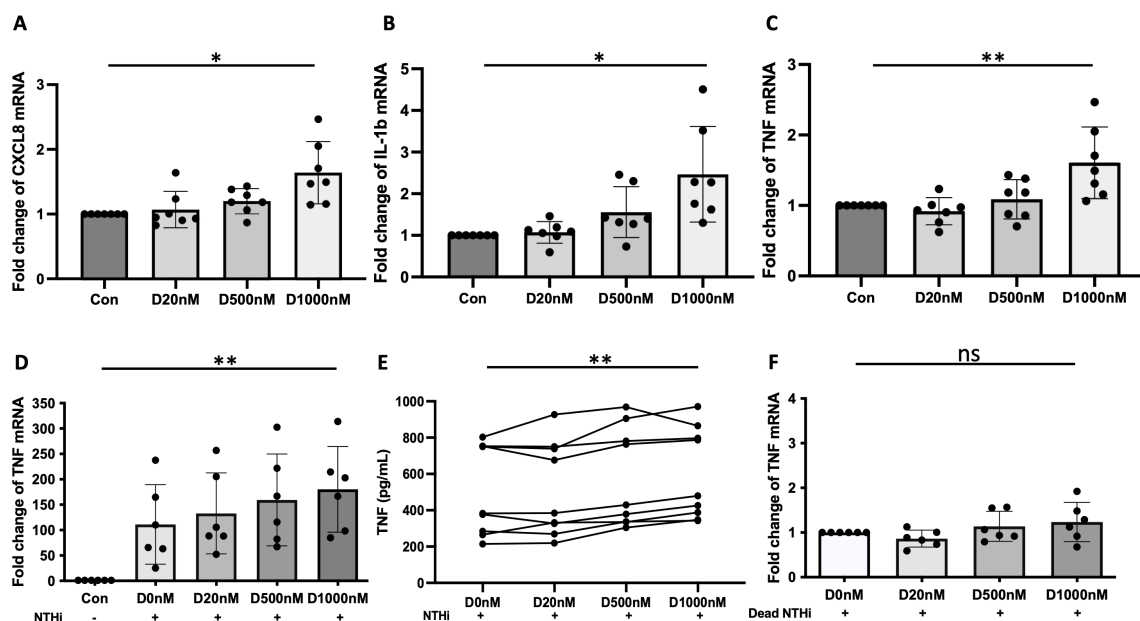 A
*
Fold change of CXCL8 mRNA
3
2
1
0
Con D20nM D500nM D1000nM
B
*
Fold change of IL-1b mRNA
5
4
3
2
1
0
Con D20nM D500nM D1000nM
C
**
Fold change of TNF mRNA
3
2
1
0
Con D20nM D500nM D1000nM
D
**
Fold change of TNF mRNA
350
300
250
200
150
100
50
0
Con D0nM D20nM D500nM D1000nM
NTHi - + + + +
E
**
TNF (pg/mL)
1000
800
600
400
200
0
D0nM D20nM D500nM D1000nM
NTHi + + + +
F
ns
Fold change of TNF mRNA
4
3
2
1
0
D0nM D20nM D500nM D1000nM
Dead NTHi + + + +